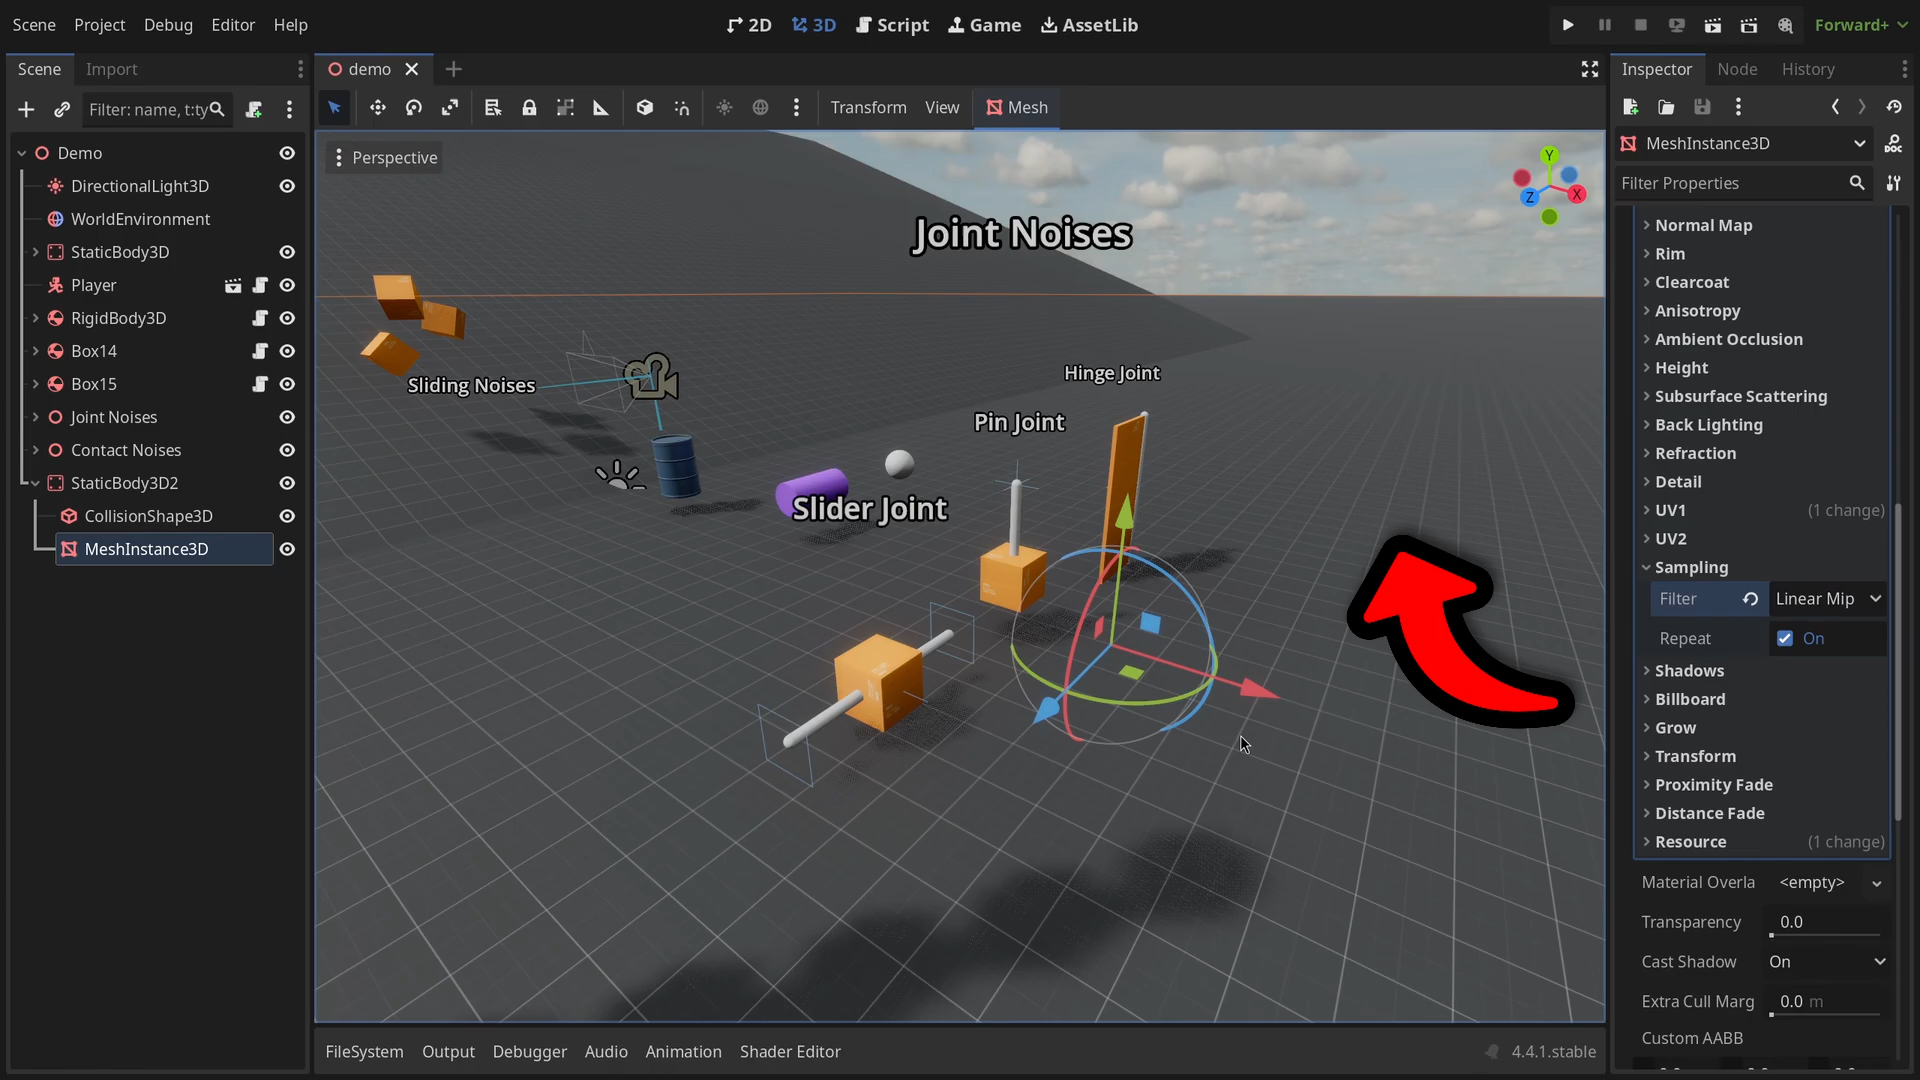 Scene Project Debug Editor Help
2D 3D Script Game AssetLib
Forward+
Scene Import
Filter: name, t:ty
Demo
DirectionalLight3D
WorldEnvironment
StaticBody3D
Player
RigidBody3D
Box14
Box15
Joint Noises
Contact Noises
StaticBody3D2
CollisionShape3D
MeshInstance3D
demo
Transform View Mesh
Perspective
Y
X
Z
Joint Noises
Sliding Noises
Hinge Joint
Pin Joint
Slider Joint
FileSystem Output Debugger Audio Animation Shader Editor
4.4.1.stable
Inspector Node History
MeshInstance3D
DOC
Filter Properties
Normal Map
Rim
Clearcoat
Anisotropy
Ambient Occlusion
Height
Subsurface Scattering
Back Lighting
Refraction
Detail
UV1 (1 change)
UV2
Sampling
Filter Linear Mip
Repeat On
Shadows
Billboard
Grow
Transform
Proximity Fade
Distance Fade
Resource (1 change)
Material Overla <empty>
Transparency 0.0
Cast Shadow On
Extra Cull Marg 0.0 m
Custom AABB